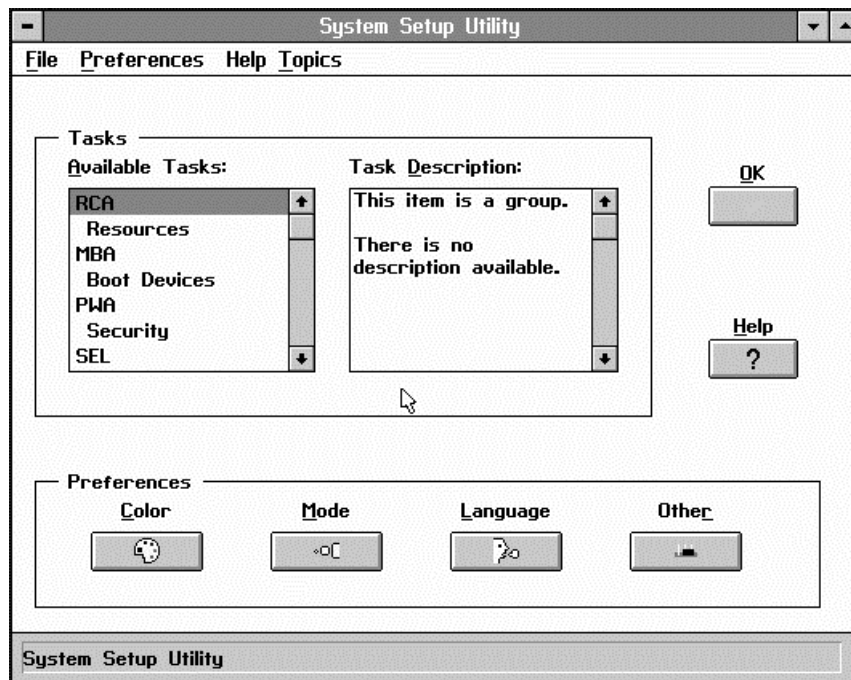 System Setup Utility
File Preferences Help Topics
Tasks
Available Tasks:
RCA
Resources
MBA
Boot Devices
PWA
Security
SEL
Task Description:
This item is a group.
There is no
description available.
OK
Help
?
Preferences
Color Mode Language Other
System Setup Utility